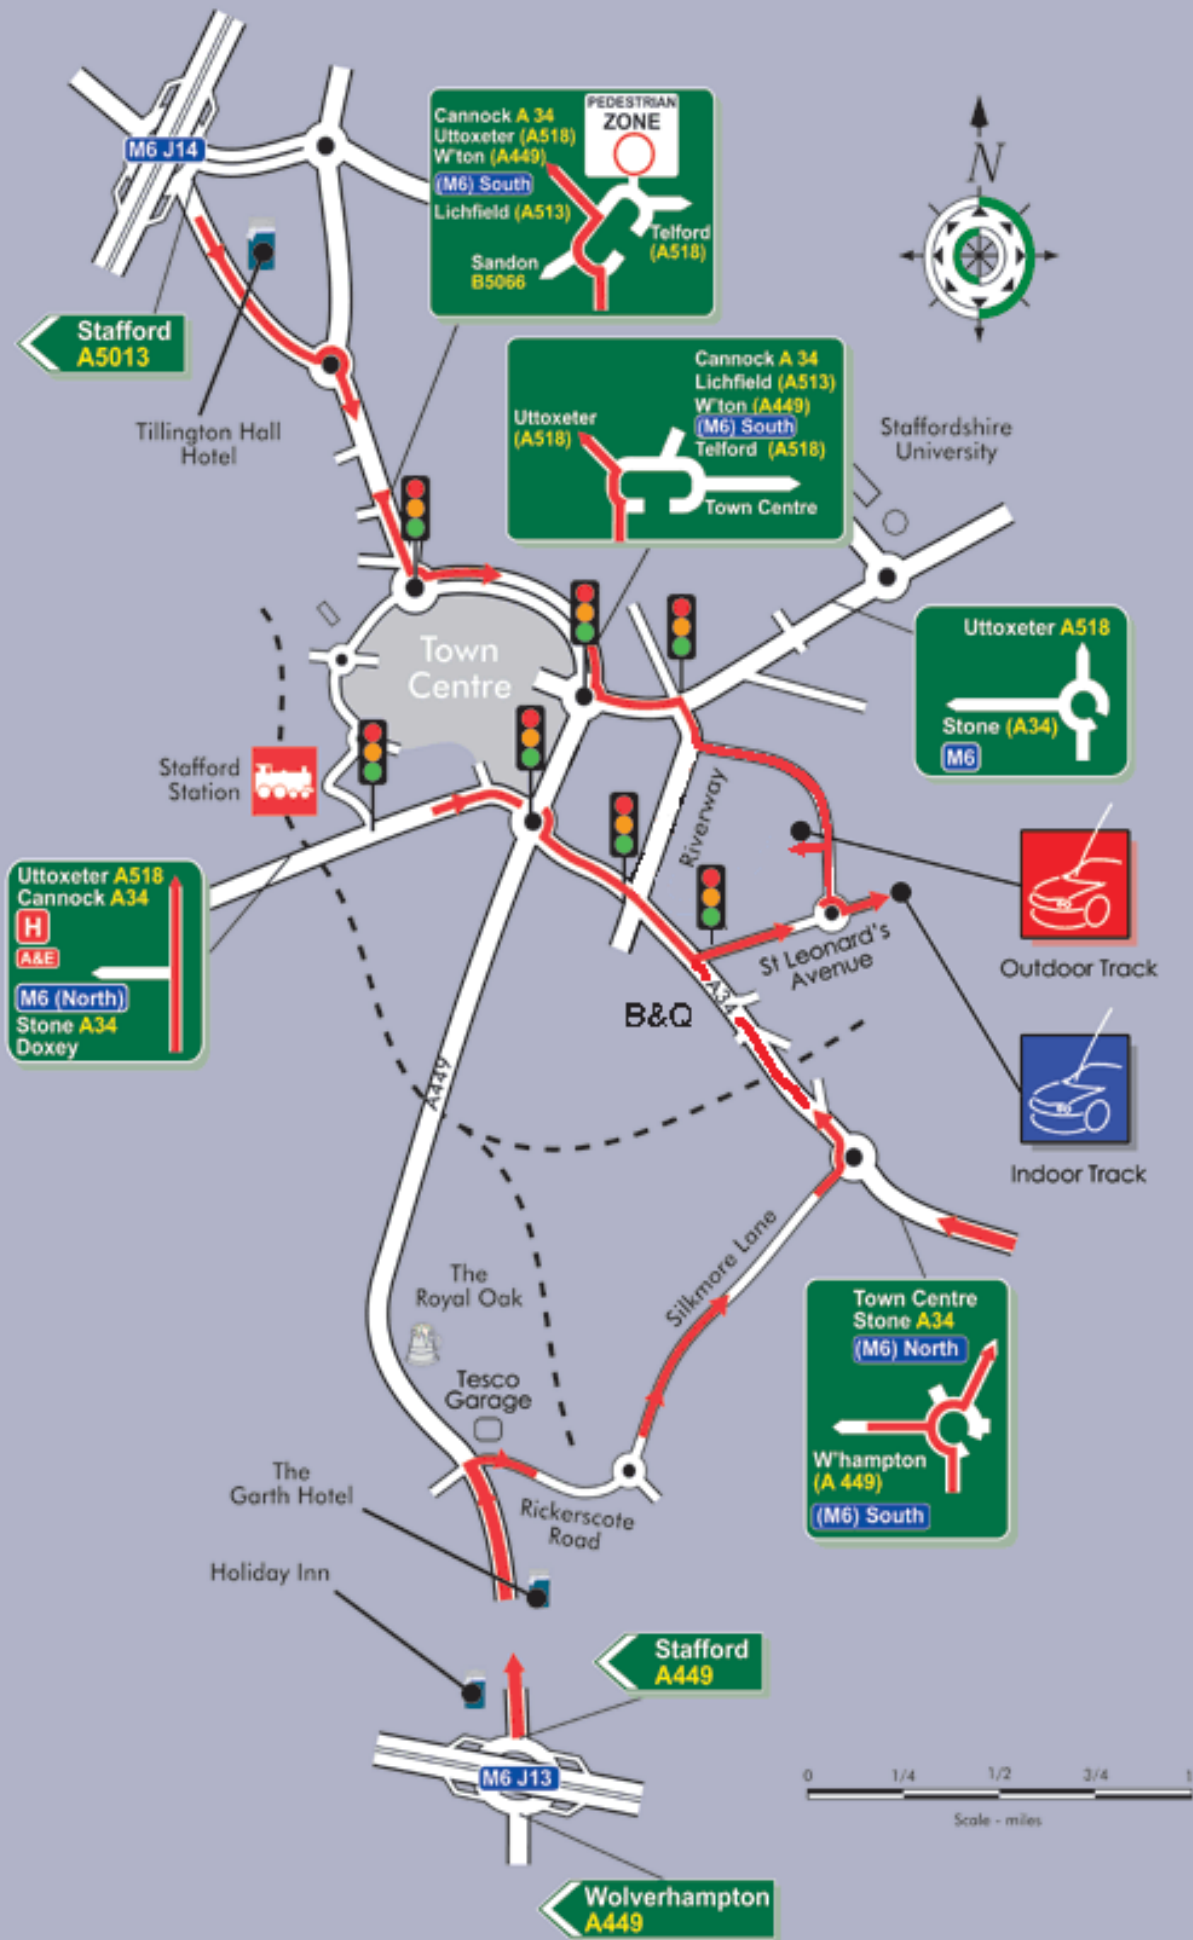 M6 J14
Cannock A 34
Uttoxeter (A518)
W'ton (A449)
(M6) South
Lichfield (A513)
PEDESTRIAN
ZONE
Telford
(A518)
Sandon
B5066
N
Stafford
A5013
Tillington Hall
Hotel
Cannock A 34
Lichfield (A513)
W'ton (A449)
(M6) South
Telford (A518)
Uttoxeter
(A518)
Town Centre
Staffordshire
University
Town
Centre
Uttoxeter A518
Stone (A34)
M6
Stafford
Station
Riverway
Uttoxeter A518
Cannock A34
H
A&E
M6 (North)
Stone A34
Doxey
St Leonard's
Avenue
Outdoor Track
A34
B&Q
A449
Indoor Track
Silkmore Lane
The
Royal Oak
Tesco
Garage
Town Centre
Stone A34
(M6) North
W'hampton
(A 449)
(M6) South
The
Garth Hotel
Rickerscote
Road
Holiday Inn
Stafford
A449
M6 J13
0 1/4 1/2 3/4 1
Scale - miles
Wolverhampton
A449